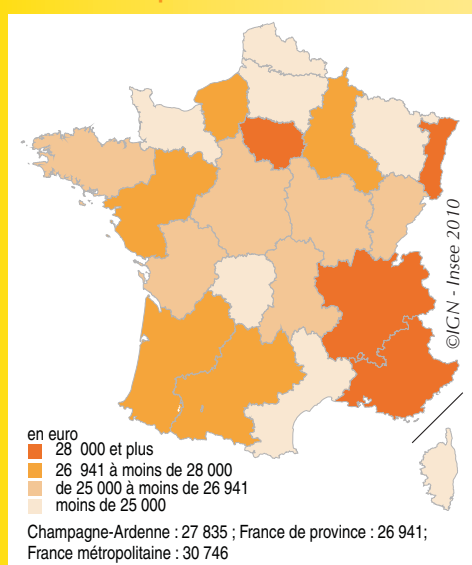 ©IGN - Insee 2010
en euro
28 000 et plus
26 941 à moins de 28 000
de 25 000 à moins de 26 941
moins de 25 000
Champagne-Ardenne : 27 835 ; France de province : 26 941;
France métropolitaine : 30 746